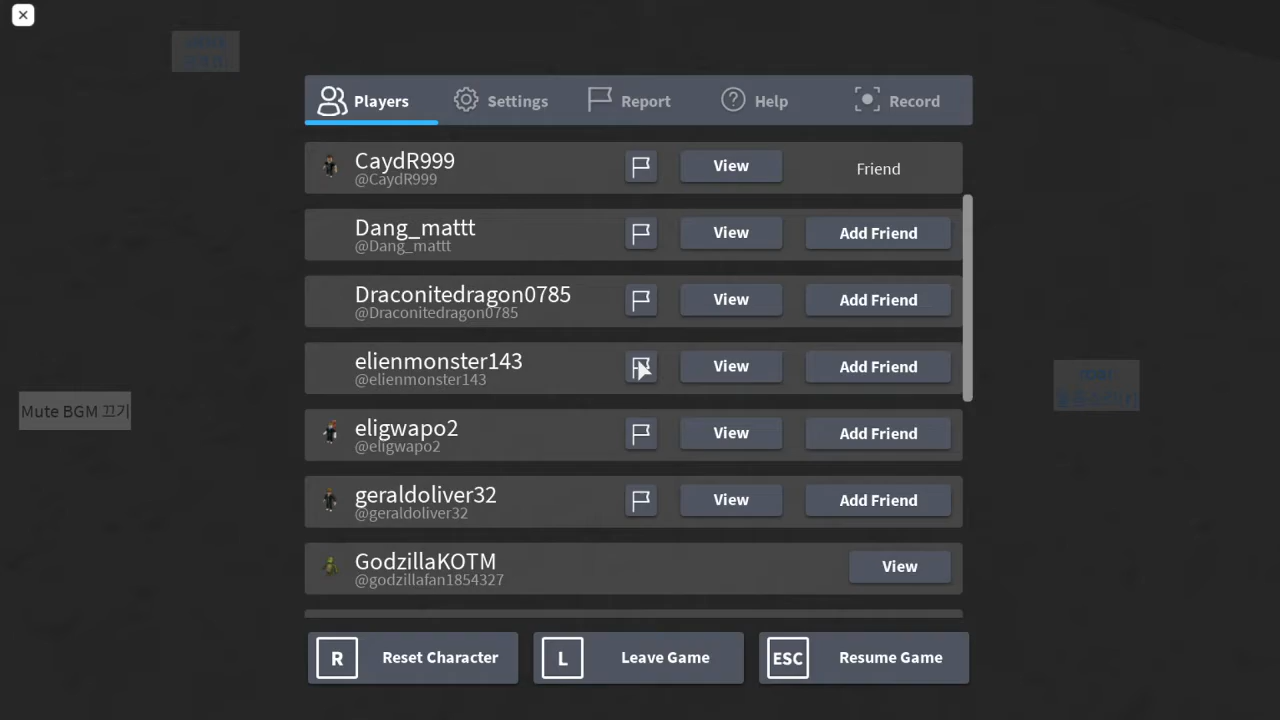 Players
Settings
Report
Help
Record
CaydR999
@CaydR999
View
Friend
Dang_mattt
@Dang_mattt
View
Add Friend
Draconitedragon0785
@Draconitedragon0785
View
Add Friend
elienmonster143
@elienmonster143
View
Add Friend
Mute BGM 끄기
eligwapo2
@eligwapo2
View
Add Friend
geraldoliver32
@geraldoliver32
View
Add Friend
GodzillaKOTM
@godzillafan1854327
View
R Reset Character
L Leave Game
ESC Resume Game